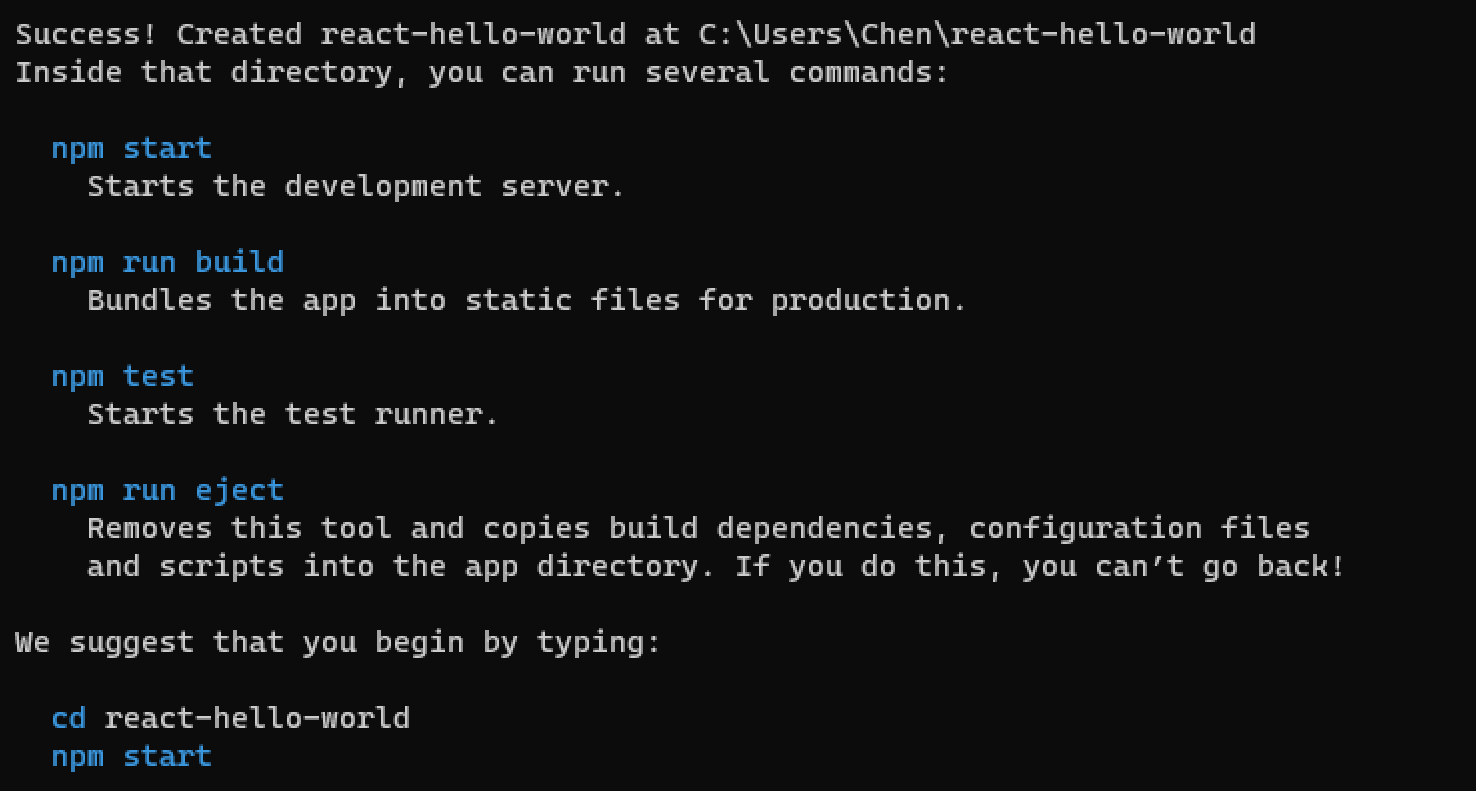 Success! Created react-hello-world at C:\Users\Chen\react-hello-world
Inside that directory, you can run several commands:
npm start
Starts the development server.
npm run build
Bundles the app into static files for production.
npm test
Starts the test runner.
npm run eject
Removes this tool and copies build dependencies, configuration files
and scripts into the app directory. If you do this, you can’t go back!
We suggest that you begin by typing:
cd react-hello-world
npm start